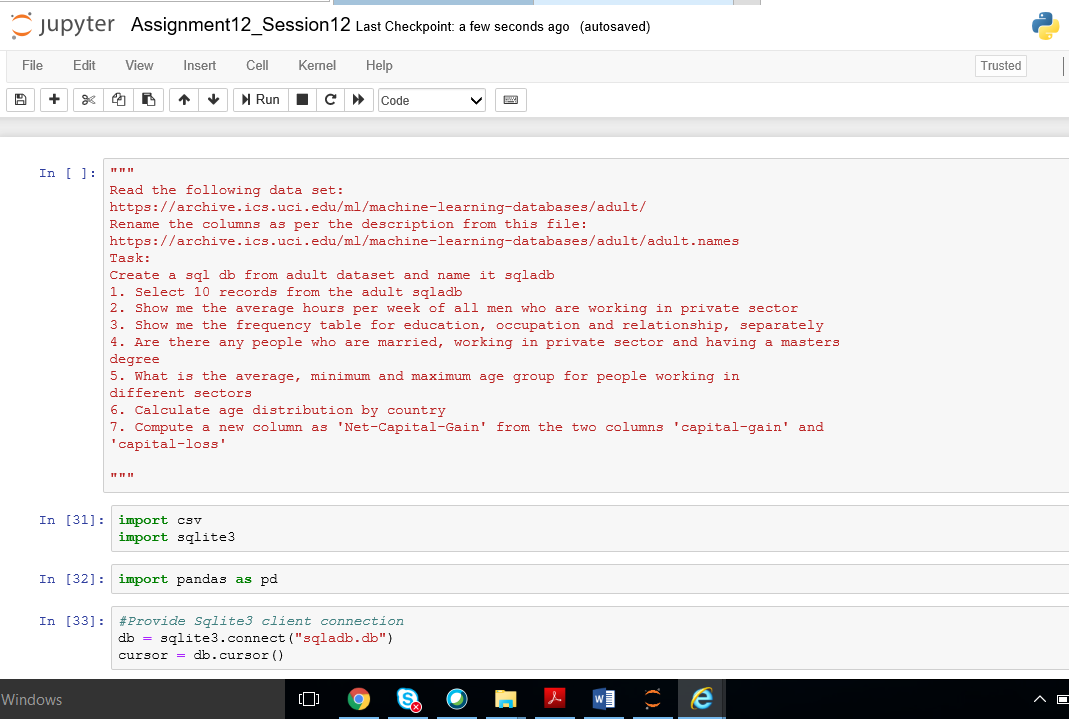 jupyter Assignment12_Session12 Last Checkpoint: a few seconds ago (autosaved)
File Edit View Insert Cell Kernel Help Trusted
Run Code
In [ ]: """
Read the following data set:
https://archive.ics.uci.edu/ml/machine-learning-databases/adult/
Rename the columns as per the description from this file:
https://archive.ics.uci.edu/ml/machine-learning-databases/adult/adult.names
Task:
Create a sql db from adult dataset and name it sqladb
1. Select 10 records from the adult sqladb
2. Show me the average hours per week of all men who are working in private sector
3. Show me the frequency table for education, occupation and relationship, separately
4. Are there any people who are married, working in private sector and having a masters
degree
5. What is the average, minimum and maximum age group for people working in
different sectors
6. Calculate age distribution by country
7. Compute a new column as 'Net-Capital-Gain' from the two columns 'capital-gain' and
'capital-loss'
"""
In [31]: import csv
import sqlite3
In [32]: import pandas as pd
In [33]: #Provide Sqlite3 client connection
db = sqlite3.connect("sqladb.db")
cursor = db.cursor()
Windows